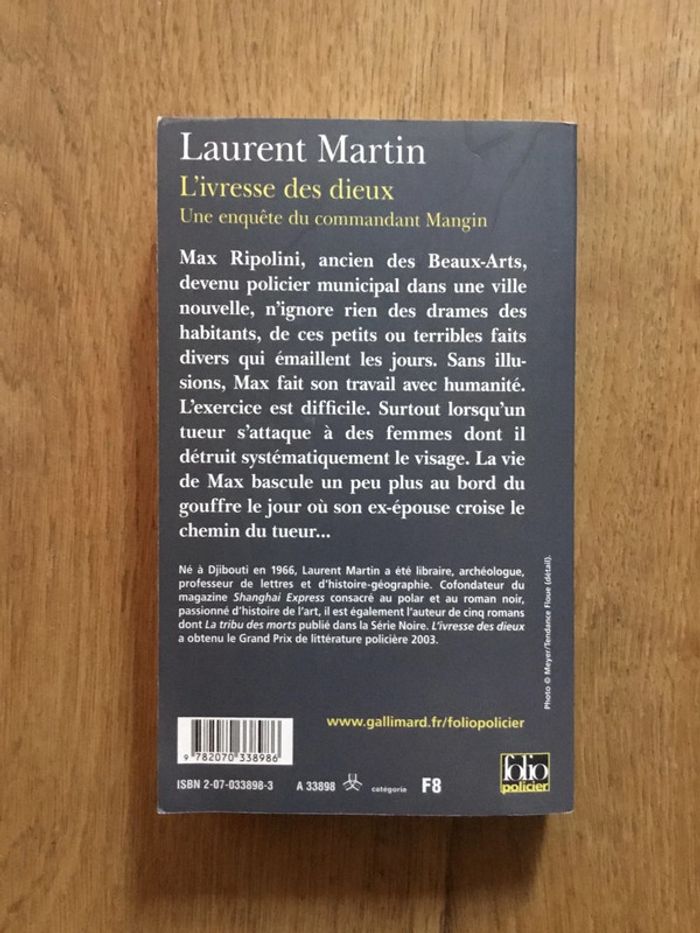 Laurent Martin
L'ivresse des dieux
Une enquête du commandant Mangin
Max Ripolini, ancien des Beaux-Arts,
devenu policier municipal dans une ville
nouvelle, n'ignore rien des drames des
habitants, de ces petits ou terribles faits
divers qui émaillent les jours. Sans illu-
sions, Max fait son travail avec humanité.
L'exercice est difficile. Surtout lorsqu'un
tueur s'attaque à des femmes dont il
détruit systématiquement le visage. La vie
de Max bascule un peu plus au bord du
gouffre le jour où son ex-épouse croise le
chemin du tueur...
Né à Djibouti en 1966, Laurent Martin a été libraire, archéologue,
professeur de lettres et d'histoire-géographie. Cofondateur du
magazine Shanghai Express consacré au polar et au roman noir,
passionné d'histoire de l'art, il est également l'auteur de cinq romans
dont La tribu des morts publié dans la Série Noire. L'ivresse des dieux
a obtenu le Grand Prix de littérature policière 2003.
Photo © Meyer/Tendance Floue (détail).
www.gallimard.fr/foliopolicier
9 782070 338986
ISBN 2-07-033898-3 A 33898 catégorie F8
folio
policier